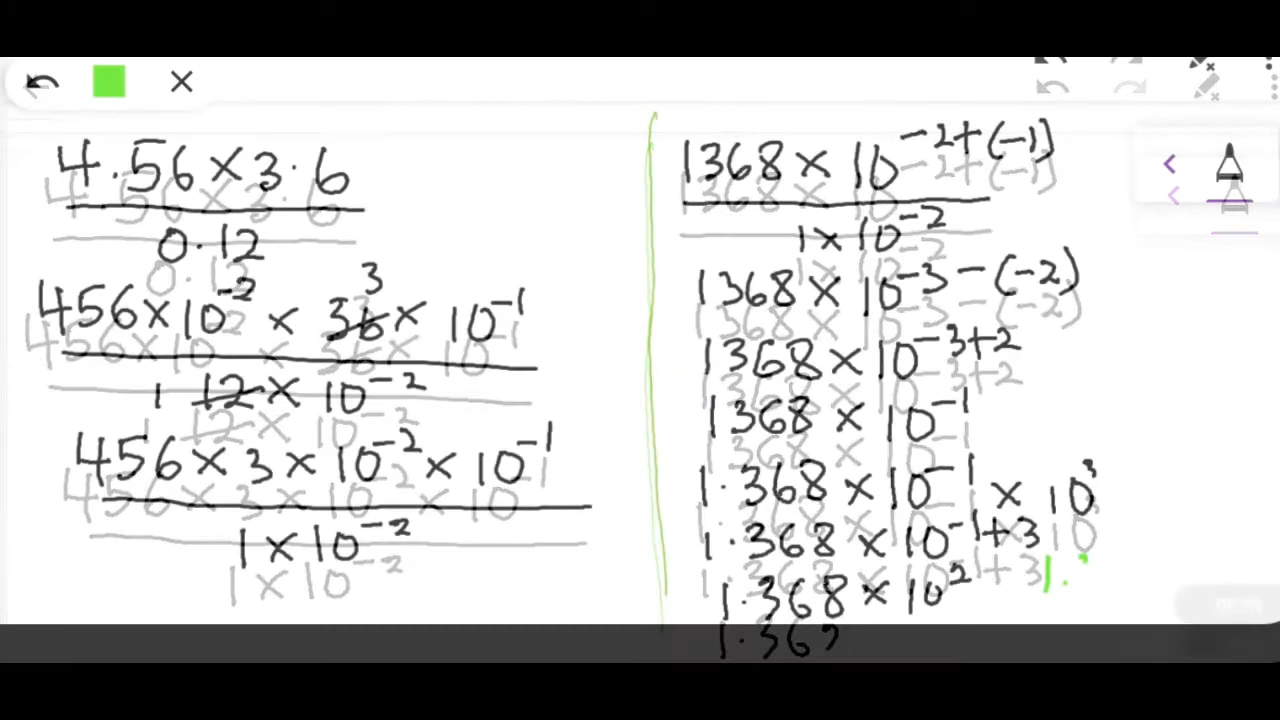 4.56 × 3.6
0.12
3
456 × 10⁻² × 36 × 10⁻¹
1 12 × 10⁻²
456 × 3 × 10⁻² × 10⁻¹
1 × 10⁻²
1368 × 10⁻²⁺⁽⁻¹⁾
1 × 10⁻²
1368 × 10⁻³ ⁻ ⁽⁻²⁾
1368 × 10⁻³⁺²
1368 × 10⁻¹
1.368 × 10⁻¹ × 10³
1.368 × 10⁻¹⁺³
1.368 × 10²